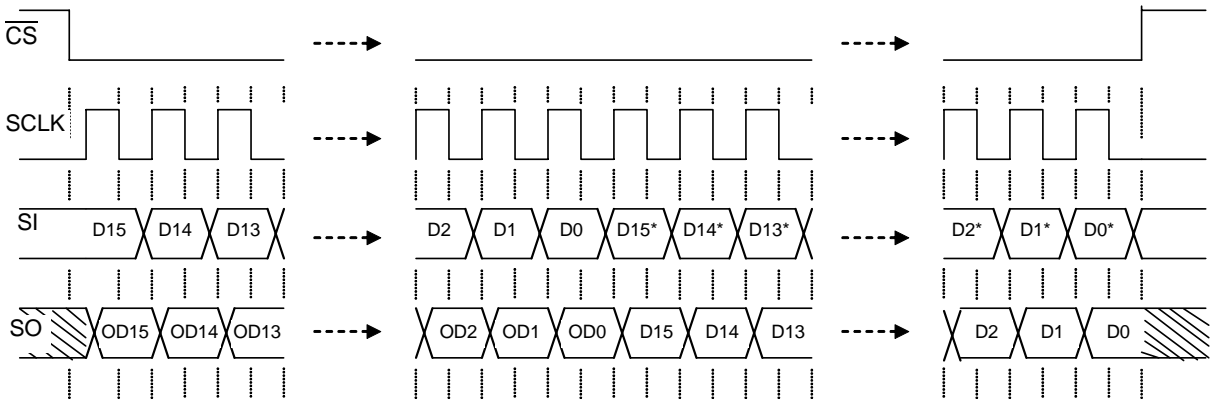 CS
SCLK
SI D15 D14 D13 D2 D1 D0 D15* D14* D13* D2* D1* D0*
SO OD15 OD14 OD13 OD2 OD1 OD0 D15 D14 D13 D2 D1 D0